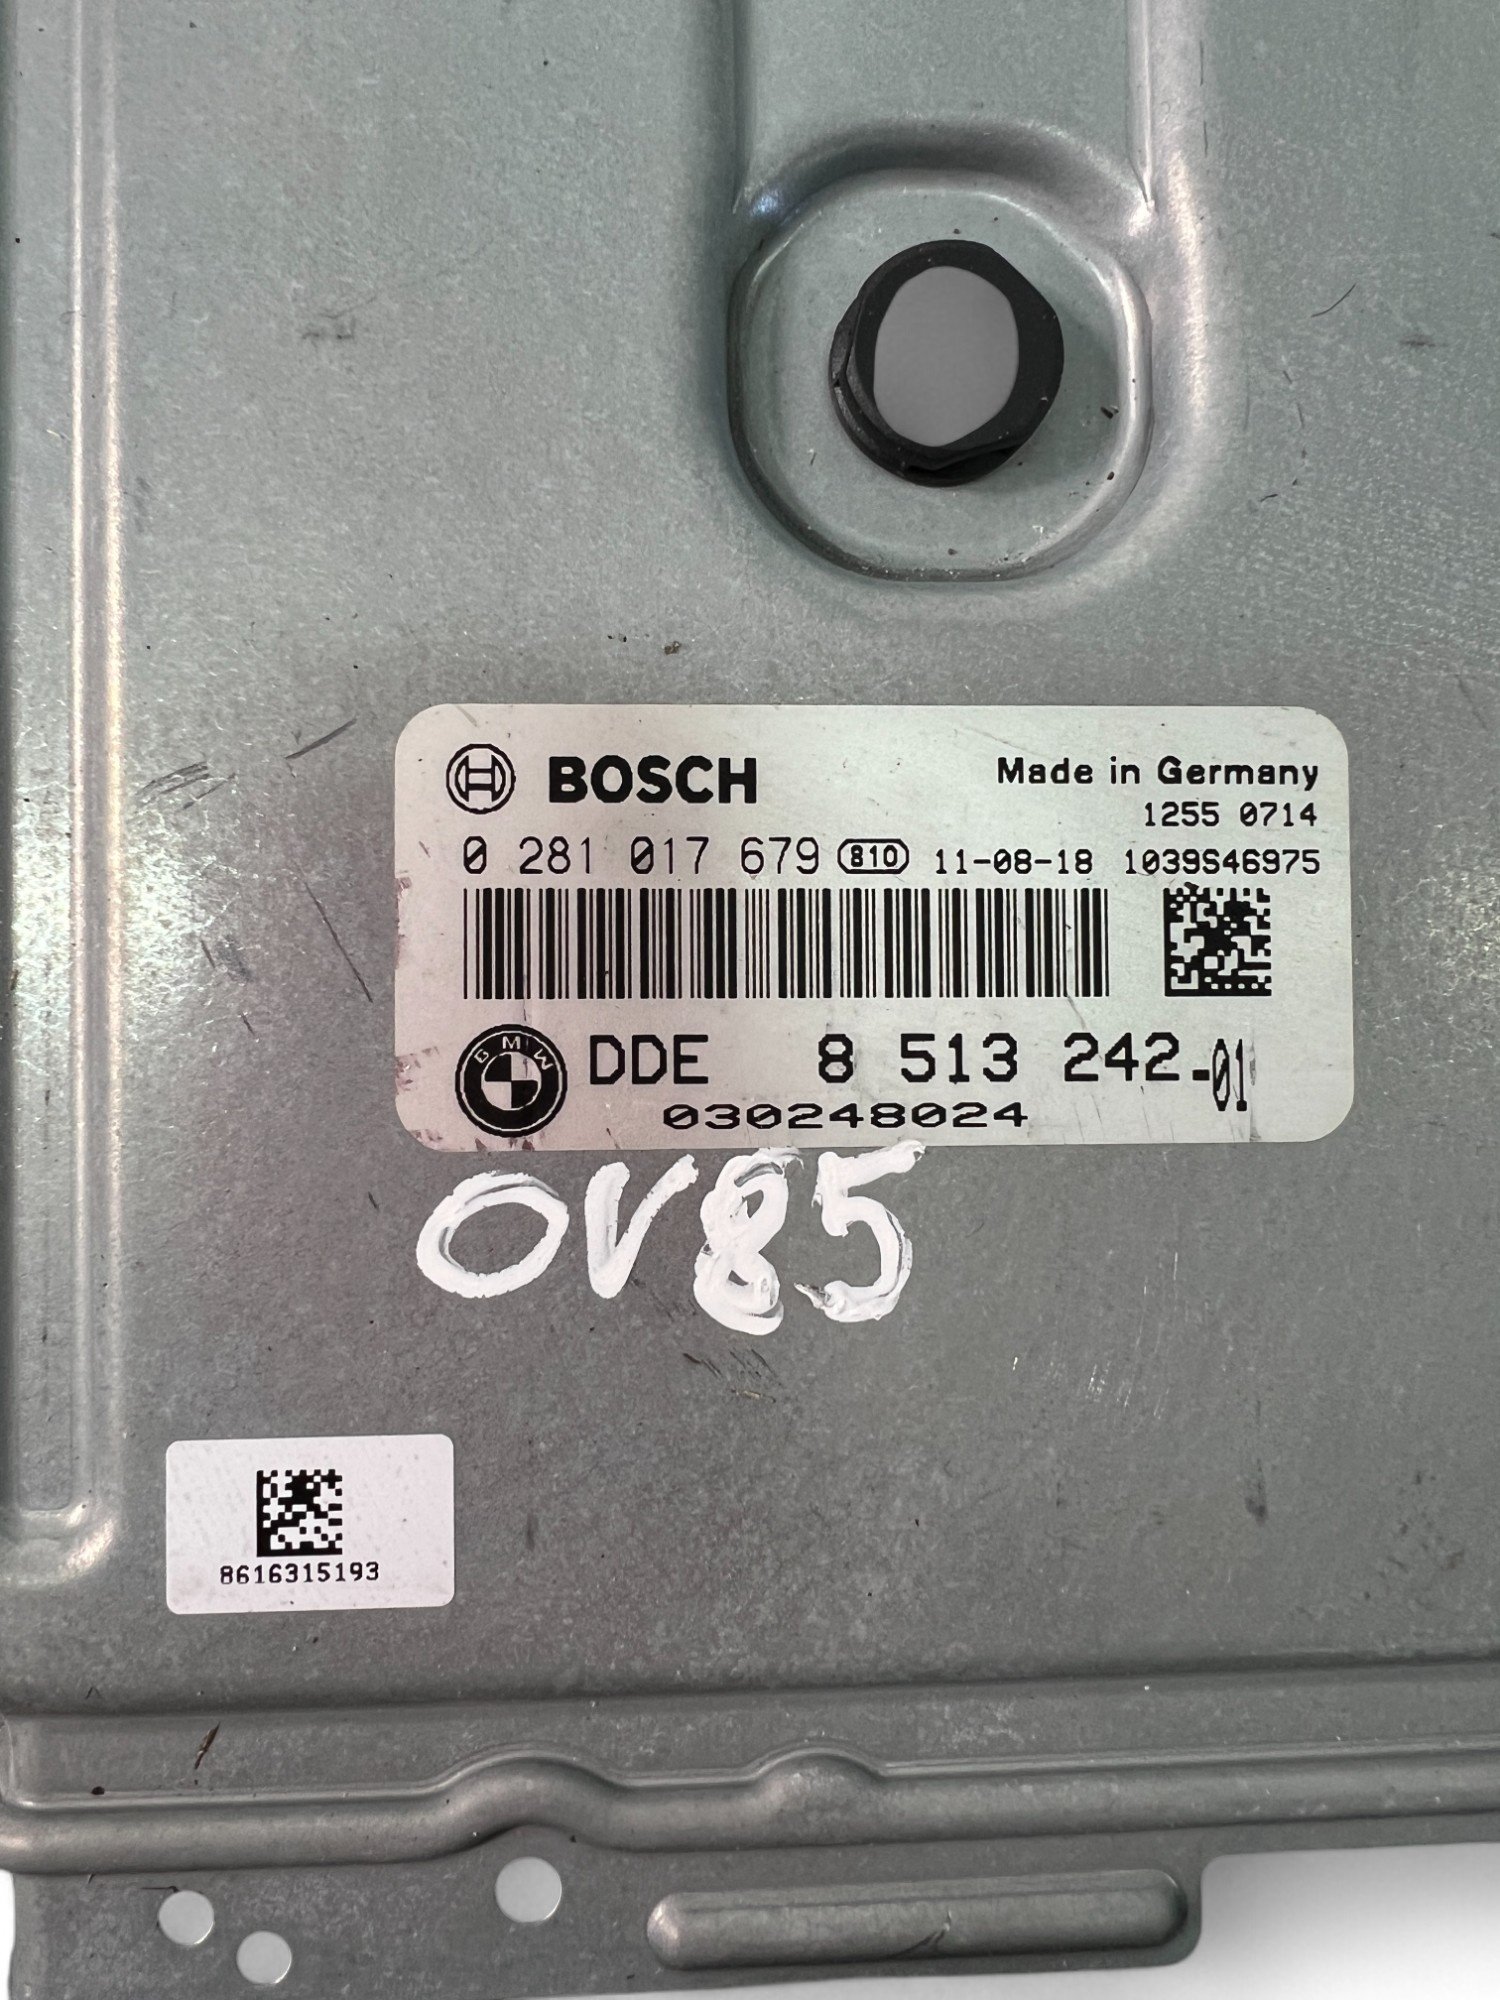 BOSCH Made in Germany
1255 0714
0 281 017 679 810 11-08-18 1039S46975
BMW DDE 8 513 242-01
030248024
OV85
8616315193